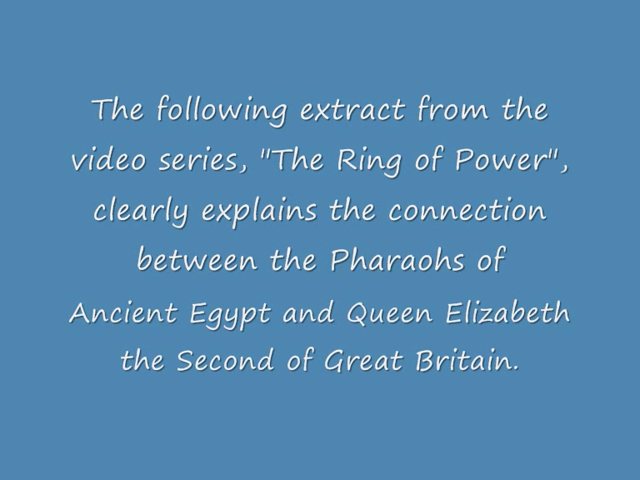 The following extract from the
video series, "The Ring of Power",
clearly explains the connection
between the Pharaohs of
Ancient Egypt and Queen Elizabeth
the Second of Great Britain.